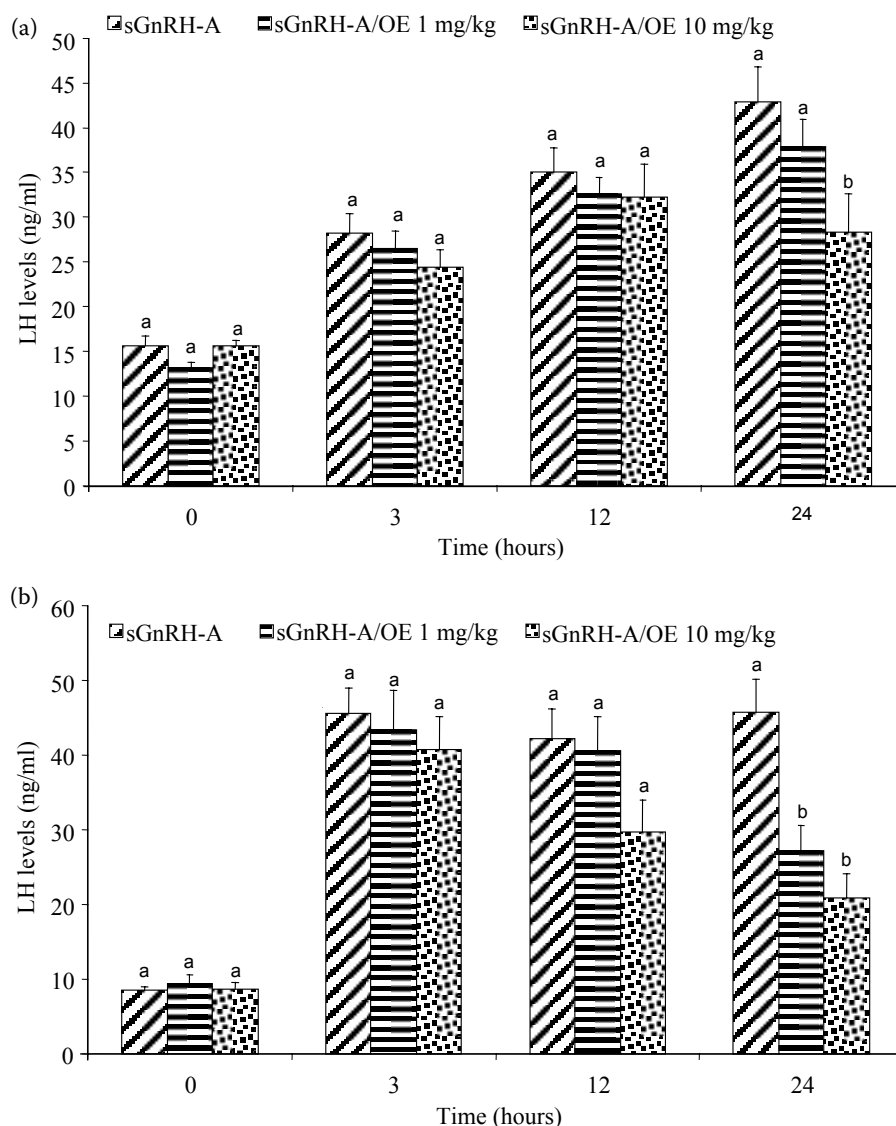 (a)
sGnRH-A sGnRH-A/OE 1 mg/kg sGnRH-A/OE 10 mg/kg
LH levels (ng/ml)
50
45
40
35
30
25
20
15
10
5
0
a a a
a a a
a a a
a a b
0 3 12 24
Time (hours)
(b)
sGnRH-A sGnRH-A/OE 1 mg/kg sGnRH-A/OE 10 mg/kg
LH levels (ng/ml)
60
50
40
30
20
10
0
a a a
a a a
a a a
a b b
0 3 12 24
Time (hours)